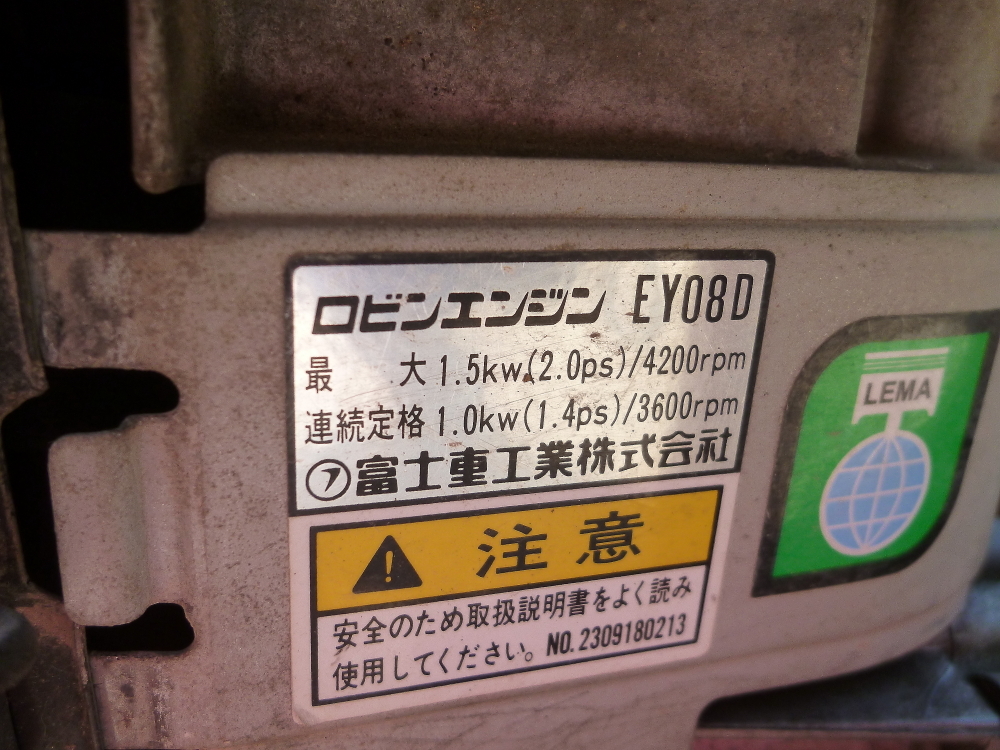 ロビンエンジン EY08D
最 大 1.5kw(2.0ps)/4200rpm
連続定格 1.0kw(1.4ps)/3600rpm
富士重工業株式会社
注意
安全のため取扱説明書をよく読み
使用してください。 NO.2309180213
LEMA